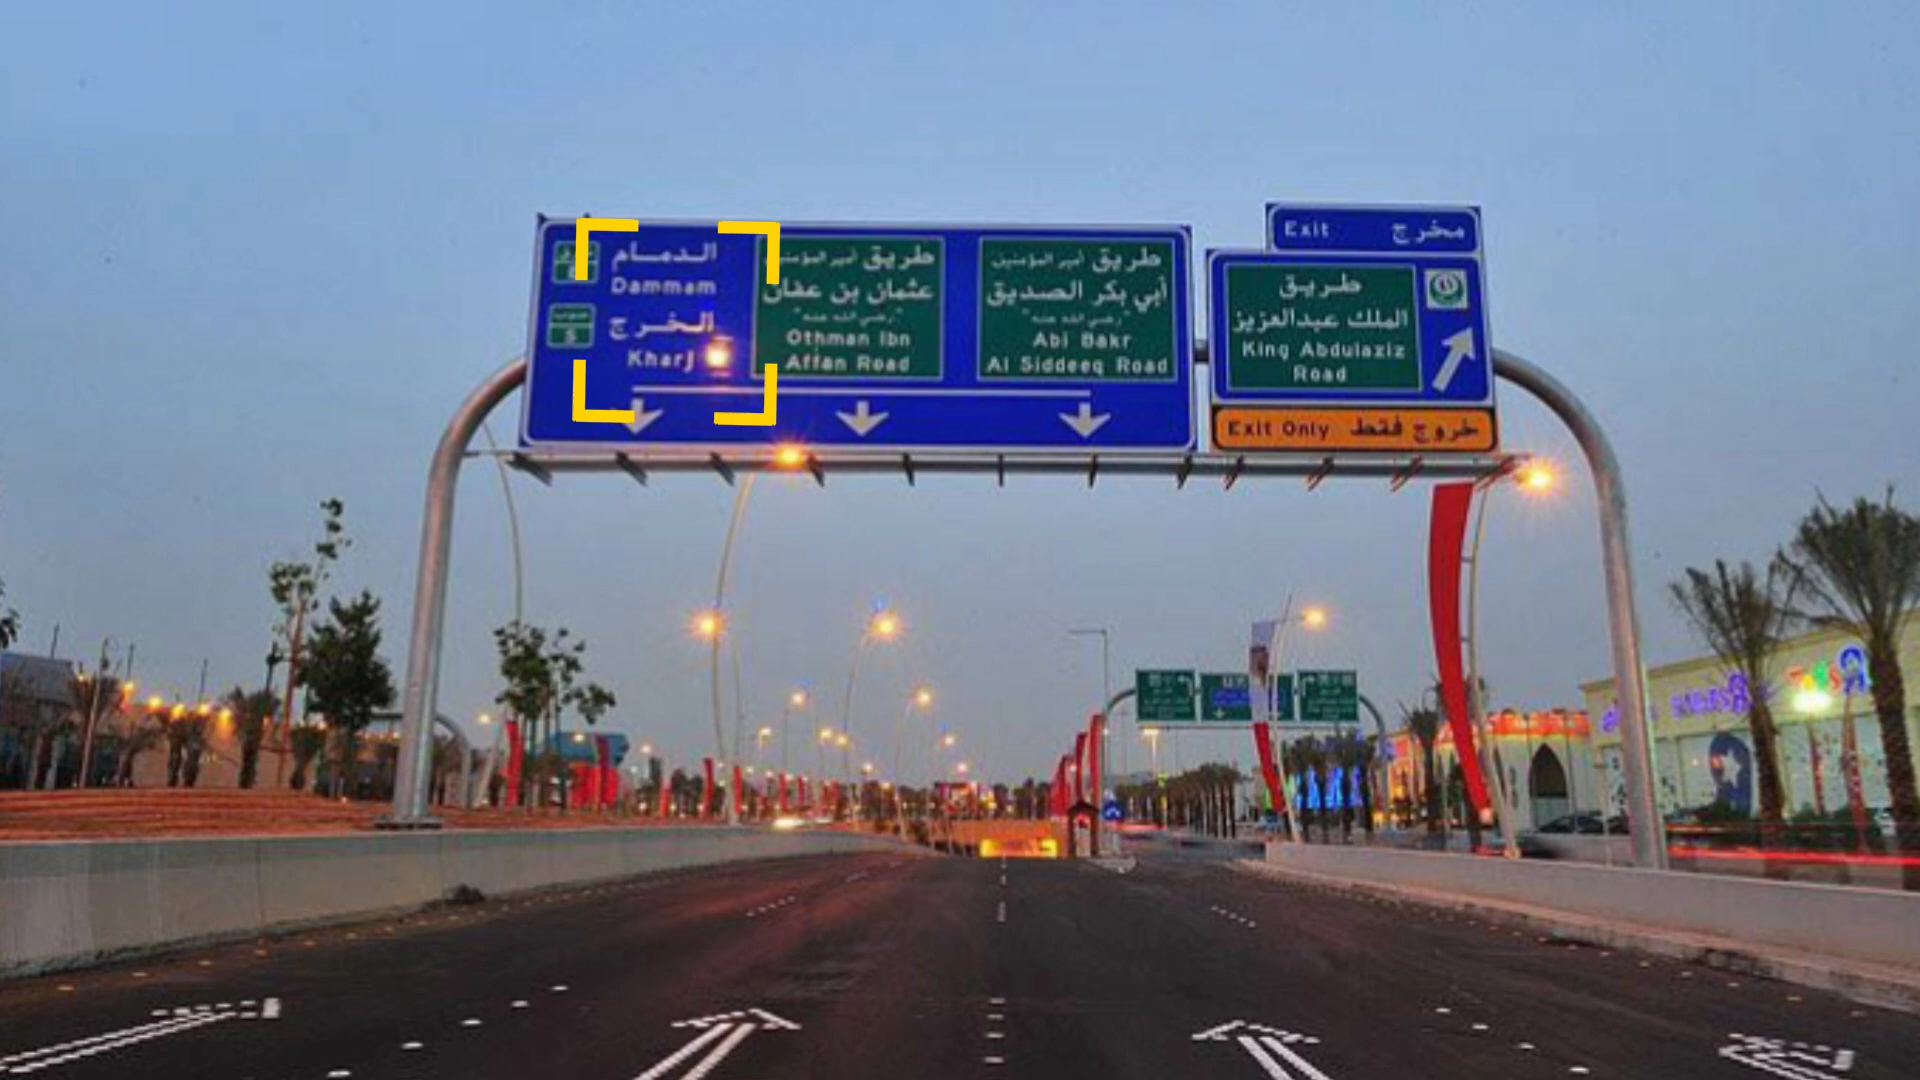 الدمام
Dammam
جنوب
S
الخرج
Kharj
طريق أمير المؤمنين
عثمان بن عفان
"رضي الله عنه"
Othman Ibn
Affan Road
طريق أمير المؤمنين
أبي بكر الصديق
"رضي الله عنه"
Abi Bakr
Al Siddeeq Road
Exit مخرج
طريق
الملك عبدالعزيز
King Abdulaziz
Road
Exit Only خروج فقط